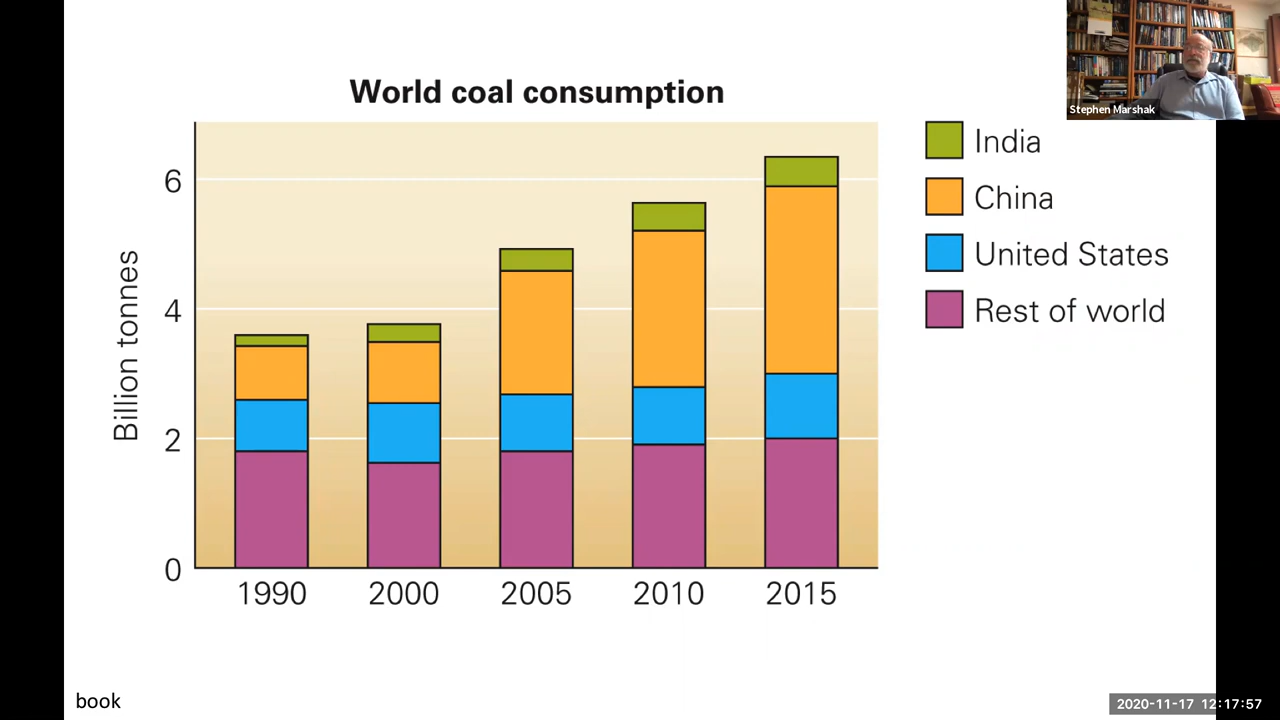 World coal consumption
Stephen Marshak
India
China
United States
Rest of world
Billion tonnes
6
4
2
0
1990 2000 2005 2010 2015
book
2020-11-17 12:17:57